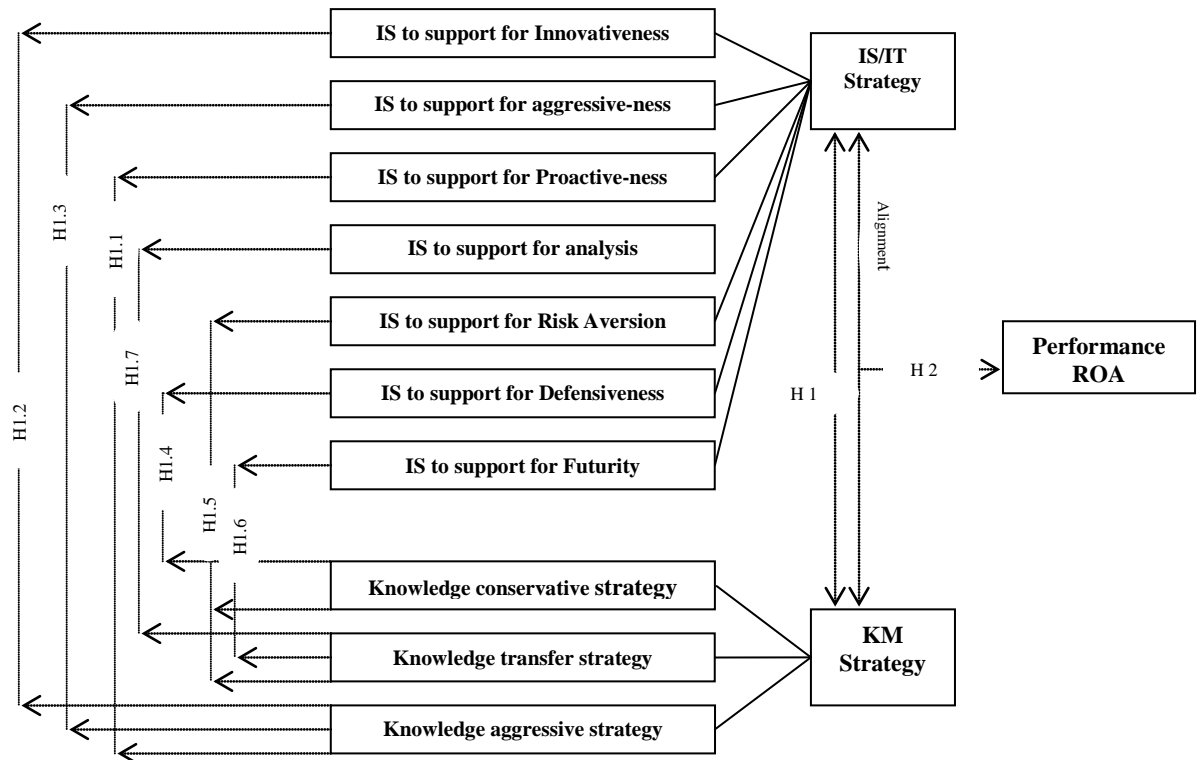 IS to support for Innovativeness
IS/IT
Strategy
IS to support for aggressive-ness
IS to support for Proactive-ness
H1.3
H1.1
Alignment
IS to support for analysis
IS to support for Risk Aversion
H1.7
Performance
ROA
H1.2
H 1
H 2
IS to support for Defensiveness
H1.4
IS to support for Futurity
H1.5
H1.6
Knowledge conservative strategy
KM
Strategy
Knowledge transfer strategy
Knowledge aggressive strategy